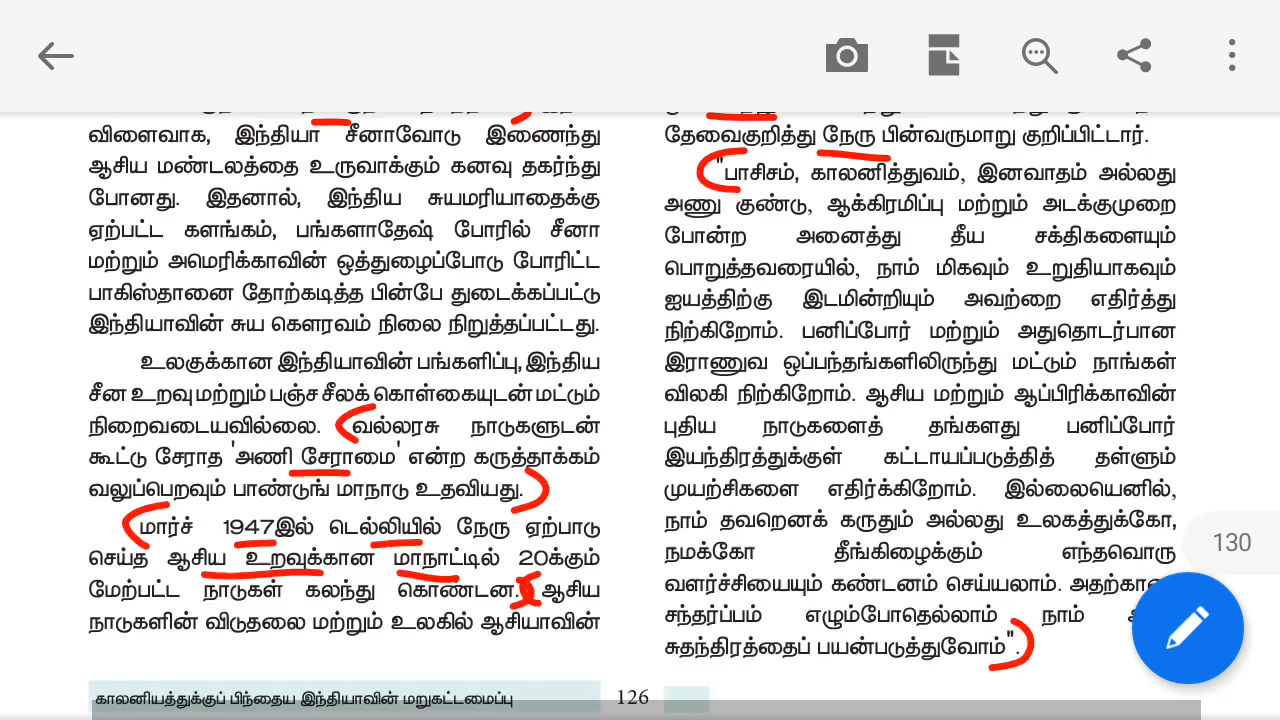 விளைவாக, இந்தியா சீனாவோடு இணைந்து
ஆசிய மண்டலத்தை உருவாக்கும் கனவு தகர்ந்து
போனது. இதனால், இந்திய சுயமரியாதைக்கு
ஏற்பட்ட களங்கம், பங்களாதேஷ் போரில் சீனா
மற்றும் அமெரிக்காவின் ஒத்துழைப்போடு போரிட்ட
பாகிஸ்தானை தோற்கடித்த பின்பே துடைக்கப்பட்டு
இந்தியாவின் சுய கௌரவம் நிலை நிறுத்தப்பட்டது.
உலகுக்கான இந்தியாவின் பங்களிப்பு, இந்திய
சீன உறவு மற்றும் பஞ்ச சீலக் கொள்கையுடன் மட்டும்
நிறைவடையவில்லை. வல்லரசு நாடுகளுடன்
கூட்டு சேராத 'அணி சேராமை' என்ற கருத்தாக்கம்
வலுப்பெறவும் பாண்டுங் மாநாடு உதவியது.
மார்ச் 1947இல் டெல்லியில் நேரு ஏற்பாடு
செய்த ஆசிய உறவுக்கான மாநாட்டில் 20க்கும்
மேற்பட்ட நாடுகள் கலந்து கொண்டன. ஆசிய
நாடுகளின் விடுதலை மற்றும் உலகில் ஆசியாவின்
தேவைகுறித்து நேரு பின்வருமாறு குறிப்பிட்டார்.
"பாசிசம், காலனித்துவம், இனவாதம் அல்லது
அணு குண்டு, ஆக்கிரமிப்பு மற்றும் அடக்குமுறை
போன்ற அனைத்து தீய சக்திகளையும்
பொறுத்தவரையில், நாம் மிகவும் உறுதியாகவும்
ஐயத்திற்கு இடமின்றியும் அவற்றை எதிர்த்து
நிற்கிறோம். பனிப்போர் மற்றும் அதுதொடர்பான
இராணுவ ஒப்பந்தங்களிலிருந்து மட்டும் நாங்கள்
விலகி நிற்கிறோம். ஆசிய மற்றும் ஆப்பிரிக்காவின்
புதிய நாடுகளைத் தங்களது பனிப்போர்
இயந்திரத்துக்குள் கட்டாயப்படுத்தித் தள்ளும்
முயற்சிகளை எதிர்க்கிறோம். இல்லையெனில்,
நாம் தவறெனக் கருதும் அல்லது உலகத்துக்கோ,
நமக்கோ தீங்கிழைக்கும் எந்தவொரு
வளர்ச்சியையும் கண்டனம் செய்யலாம்.
சந்தர்ப்பம் எழும்போதெல்லாம் நாம்
சுதந்திரத்தைப் பயன்படுத்துவோம்".
130
காலனியத்துக்குப் பிந்தைய இந்தியாவின் மறுகட்டமைப்பு
126